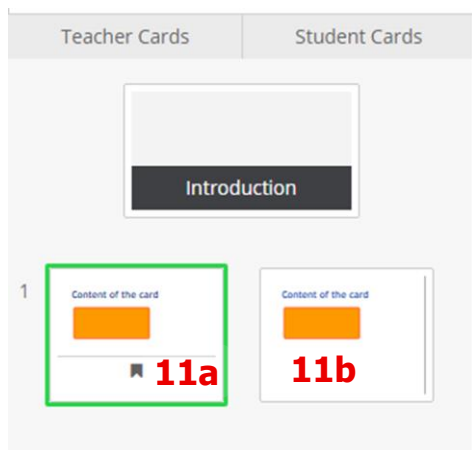 Teacher Cards Student Cards
Introduction
1
Content of the card Content of the card
11a 11b